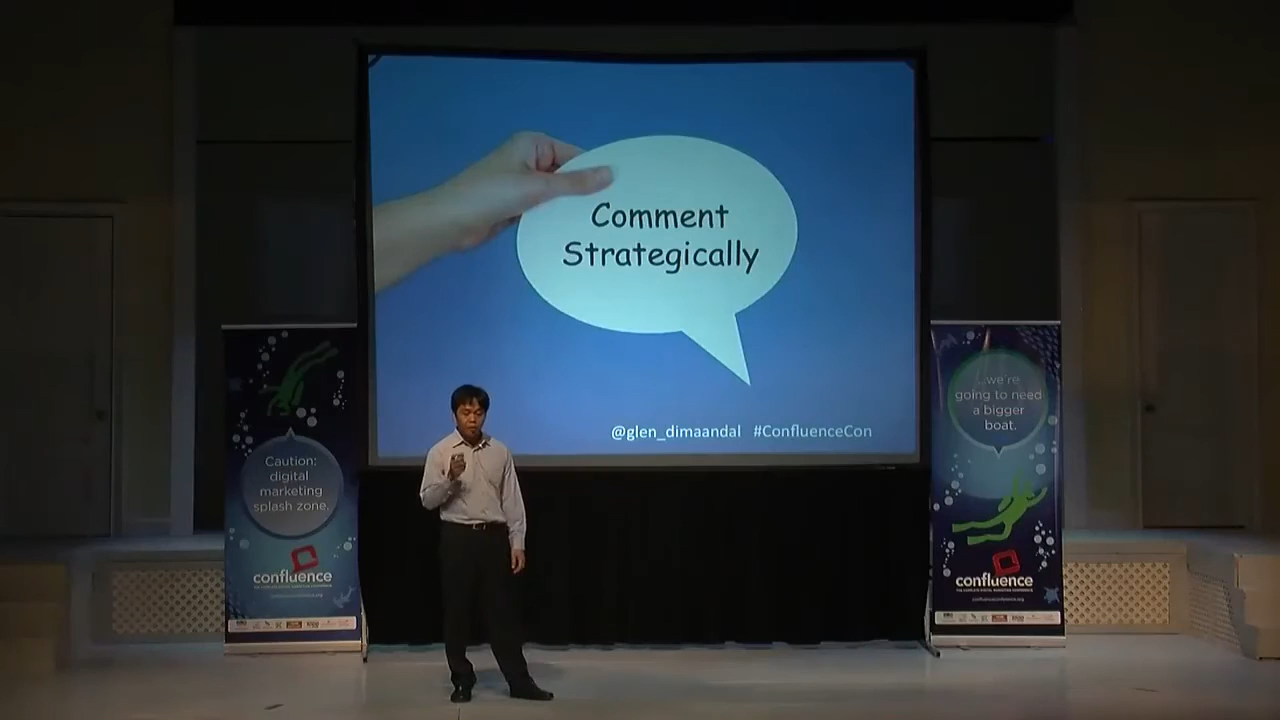 Comment
Strategically
@glen_dimaandal #ConfluenceCon
Caution:
digital
marketing
splash zone.
confluence
...we're
going to need
a bigger
boat.
confluence